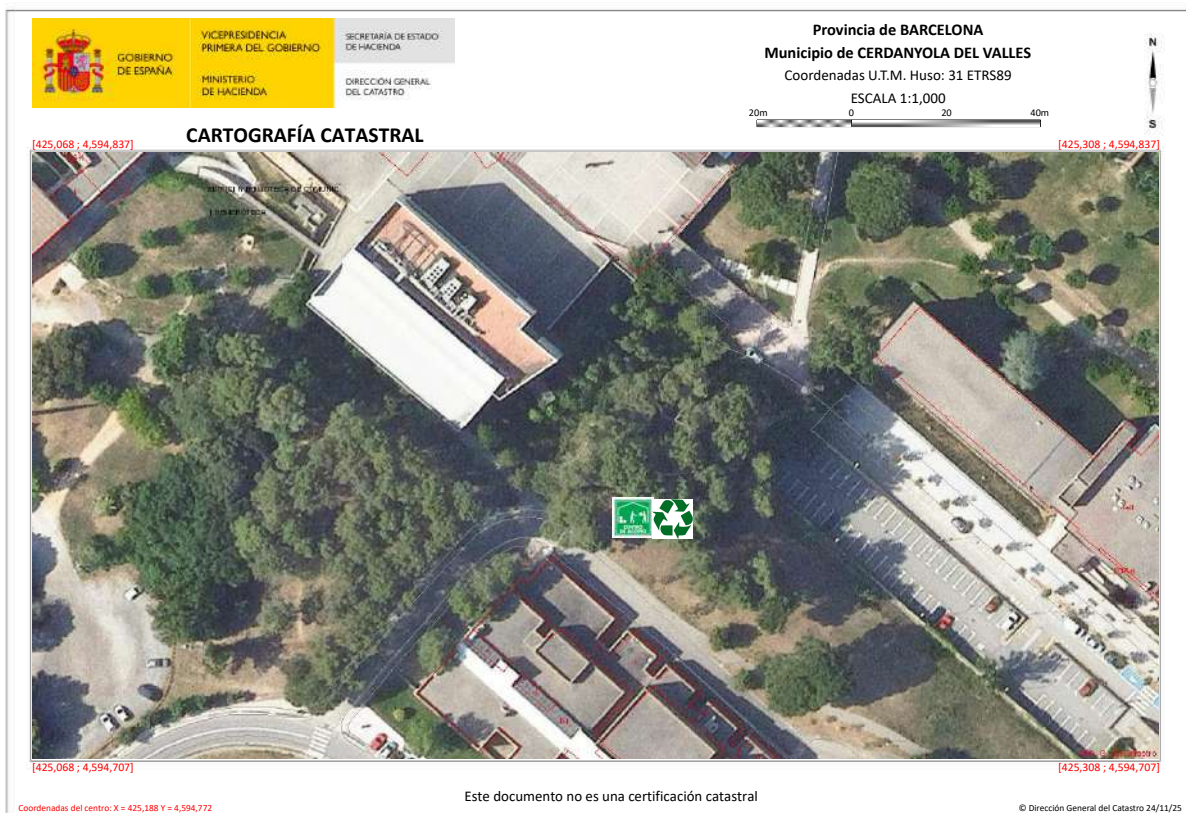 GOBIERNO
DE ESPAÑA
VICEPRESIDENCIA
PRIMERA DEL GOBIERNO
MINISTERIO
DE HACIENDA
SECRETARÍA DE ESTADO
DE HACIENDA
DIRECCIÓN GENERAL
DEL CATASTRO
Provincia de BARCELONA
Municipio de CERDANYOLA DEL VALLES
Coordenadas U.T.M. Huso: 31 ETRS89
ESCALA 1:1,000
20m 0 20 40m
N
S
CARTOGRAFÍA CATASTRAL
[425,068 ; 4,594,837]
[425,308 ; 4,594,837]
CENTRO
DE ACOPIO
[425,068 ; 4,594,707]
[425,308 ; 4,594,707]
Este documento no es una certificación catastral
Coordenadas del centro: X = 425,188 Y = 4,594,772
© Dirección General del Catastro 24/11/25